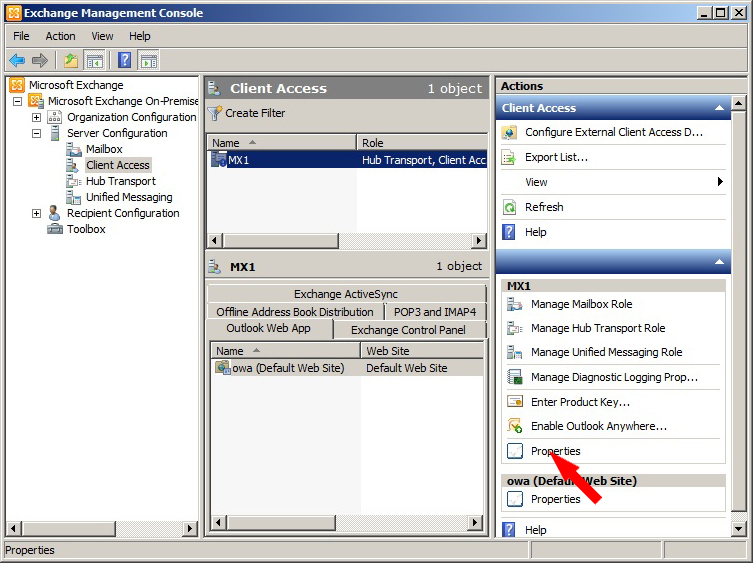 Exchange Management Console
File Action View Help
Microsoft Exchange
Microsoft Exchange On-Premise
Organization Configuration
Server Configuration
Mailbox
Client Access
Hub Transport
Unified Messaging
Recipient Configuration
Toolbox
Client Access 1 object
Create Filter
Name Role
MX1 Hub Transport, Client Acc
MX1 1 object
Exchange ActiveSync
Offline Address Book Distribution POP3 and IMAP4
Outlook Web App Exchange Control Panel
Name Web Site
owa (Default Web Site) Default Web Site
Actions
Client Access
Configure External Client Access D...
Export List...
View
Refresh
Help
MX1
Manage Mailbox Role
Manage Hub Transport Role
Manage Unified Messaging Role
Manage Diagnostic Logging Prop...
Enter Product Key...
Enable Outlook Anywhere...
Properties
owa (Default Web Site)
Properties
Help
Properties